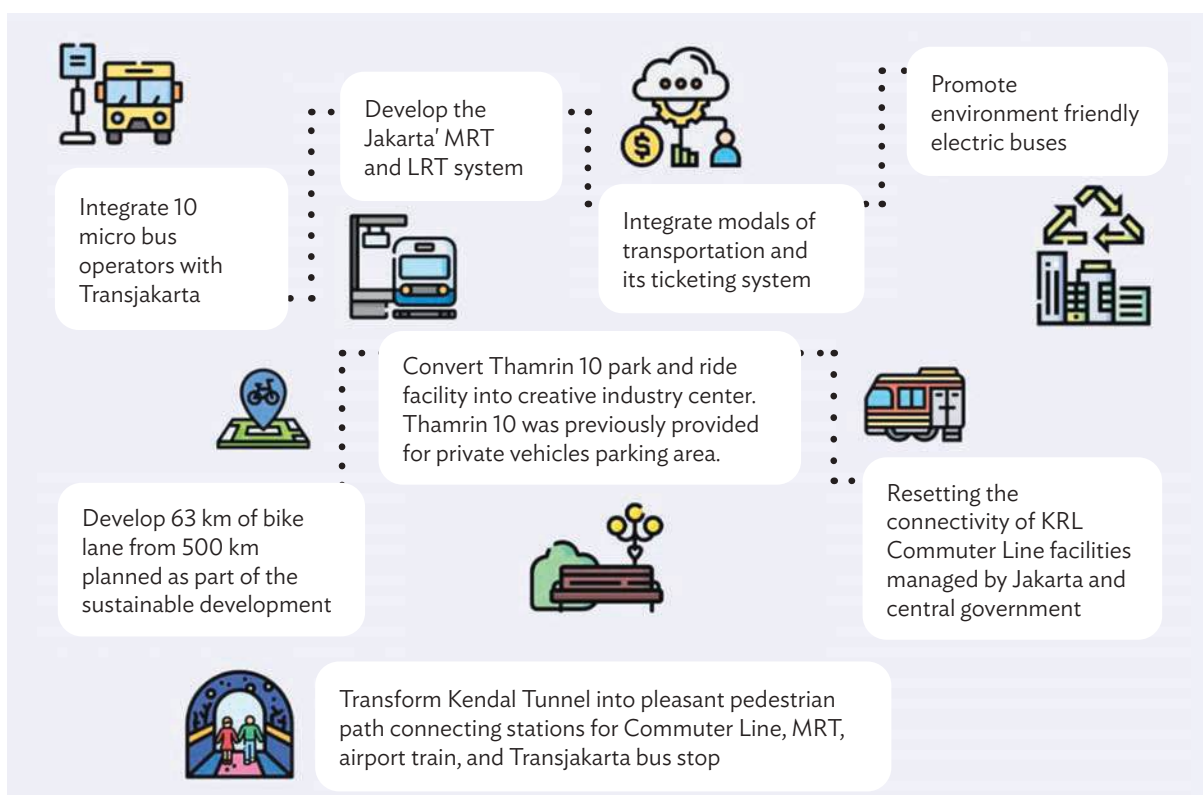 Integrate 10
micro bus
operators with
Transjakarta
Develop the
Jakarta' MRT
and LRT system
Integrate modals of
transportation and
its ticketing system
Promote
environment friendly
electric buses
Develop 63 km of bike
lane from 500 km
planned as part of the
sustainable development
Convert Thamrin 10 park and ride
facility into creative industry center.
Thamrin 10 was previously provided
for private vehicles parking area.
Resetting the
connectivity of KRL
Commuter Line facilities
managed by Jakarta and
central government
Transform Kendal Tunnel into pleasant pedestrian
path connecting stations for Commuter Line, MRT,
airport train, and Transjakarta bus stop